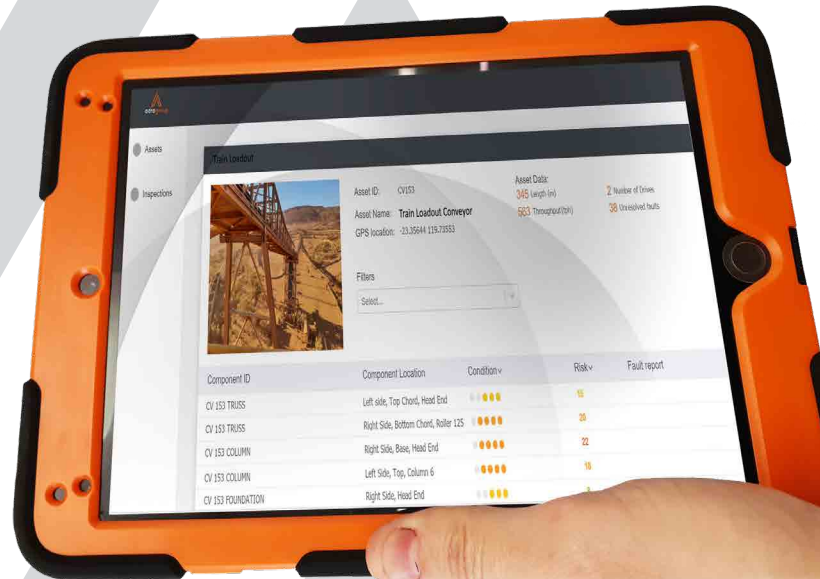 adragroup
Assets
Inspections
Train Loadout
Asset ID: CV153
Asset Name: Train Loadout Conveyor
GPS location: -23.35644 119.73553
Asset Data:
345 Length (m)
563 Throughput(tph)
2 Number of Drives
38 Unresolved faults
Filters
Select...
Component ID Component Location Condition Risk Fault report
CV 153 TRUSS Left side, Top Chord, Head End 15
CV 153 TRUSS Right Side, Bottom Chord, Roller 125 20
CV 153 COLUMN Right Side, Base, Head End 22
CV 153 COLUMN Left Side, Top, Column 6 18
CV 153 FOUNDATION Right Side, Head End